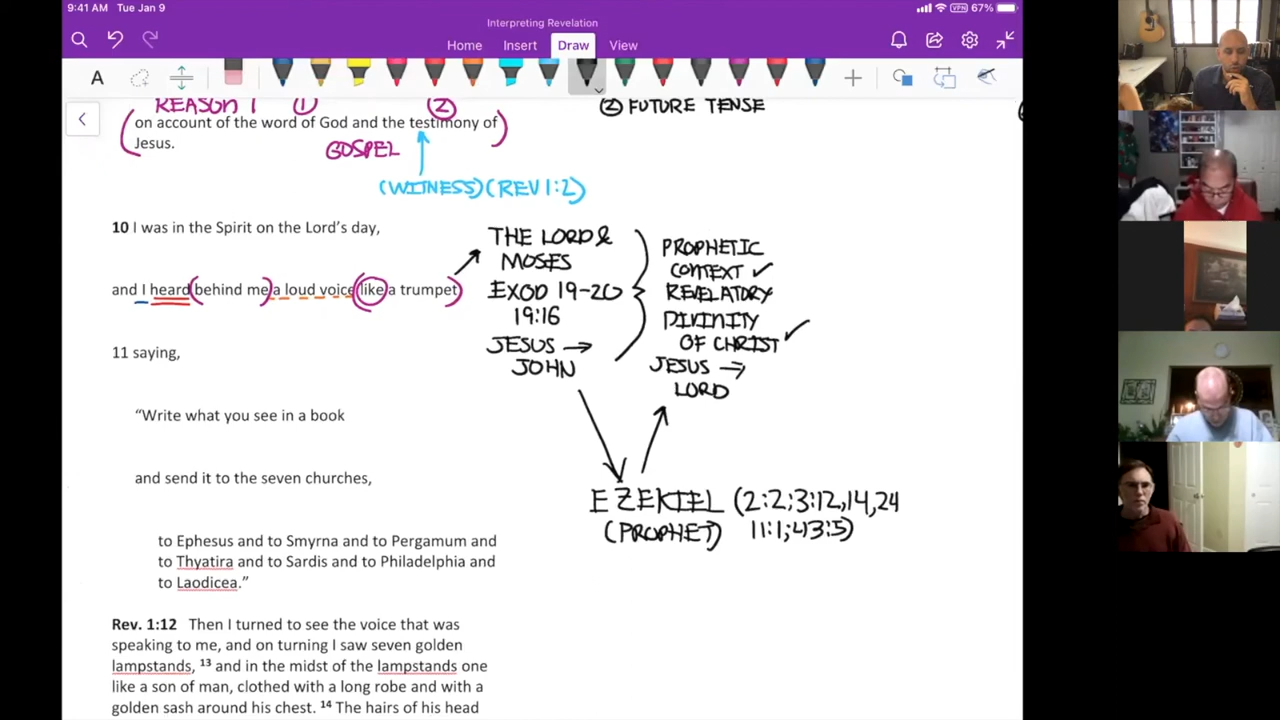 9:41 AM Tue Jan 9
VPN 67%
Interpreting Revelation
Home Insert Draw View
A
REASON 1 ① ②
② FUTURE TENSE
on account of the word of God and the testimony of
Jesus.
GOSPEL
(WITNESS)(REV 1:2)
10 I was in the Spirit on the Lord's day,
and I heard (behind me) a loud voice (like a trumpet)
THE LORD &
MOSES
EXOD 19-20
19:16
JESUS →
JOHN
PROPHETIC
CONTEXT ✓
REVELATORY
DIVINITY
OF CHRIST ✓
JESUS →
LORD
11 saying,
“Write what you see in a book
and send it to the seven churches,
EZEKIEL (2:2;3:12,14,24
(PROPHET) 11:1;43:5)
to Ephesus and to Smyrna and to Pergamum and
to Thyatira and to Sardis and to Philadelphia and
to Laodicea.”
Rev. 1:12 Then I turned to see the voice that was
speaking to me, and on turning I saw seven golden
lampstands, 13 and in the midst of the lampstands one
like a son of man, clothed with a long robe and with a
golden sash around his chest. 14 The hairs of his head